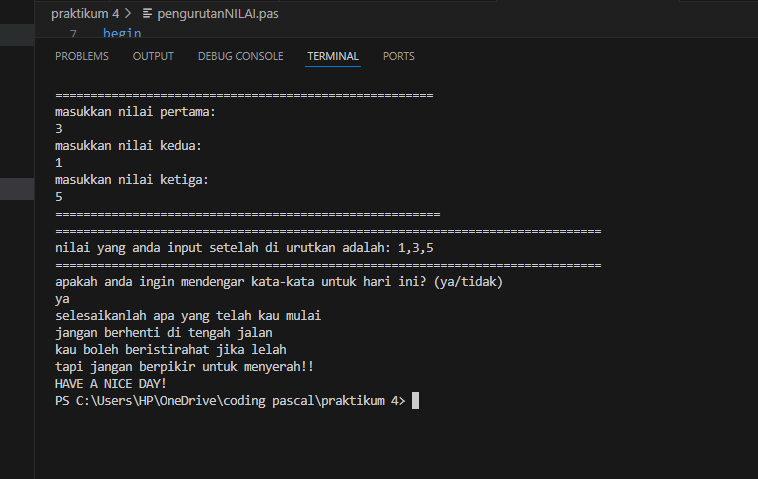 praktikum 4 > pengurutanNILAI.pas
7 begin
PROBLEMS OUTPUT DEBUG CONSOLE TERMINAL PORTS
======================================================
masukkan nilai pertama:
3
masukkan nilai kedua:
1
masukkan nilai ketiga:
5
=======================================================
==============================================================================
nilai yang anda input setelah di urutkan adalah: 1,3,5
==============================================================================
apakah anda ingin mendengar kata-kata untuk hari ini? (ya/tidak)
ya
selesaikanlah apa yang telah kau mulai
jangan berhenti di tengah jalan
kau boleh beristirahat jika lelah
tapi jangan berpikir untuk menyerah!!
HAVE A NICE DAY!
PS C:\Users\HP\OneDrive\coding pascal\praktikum 4>